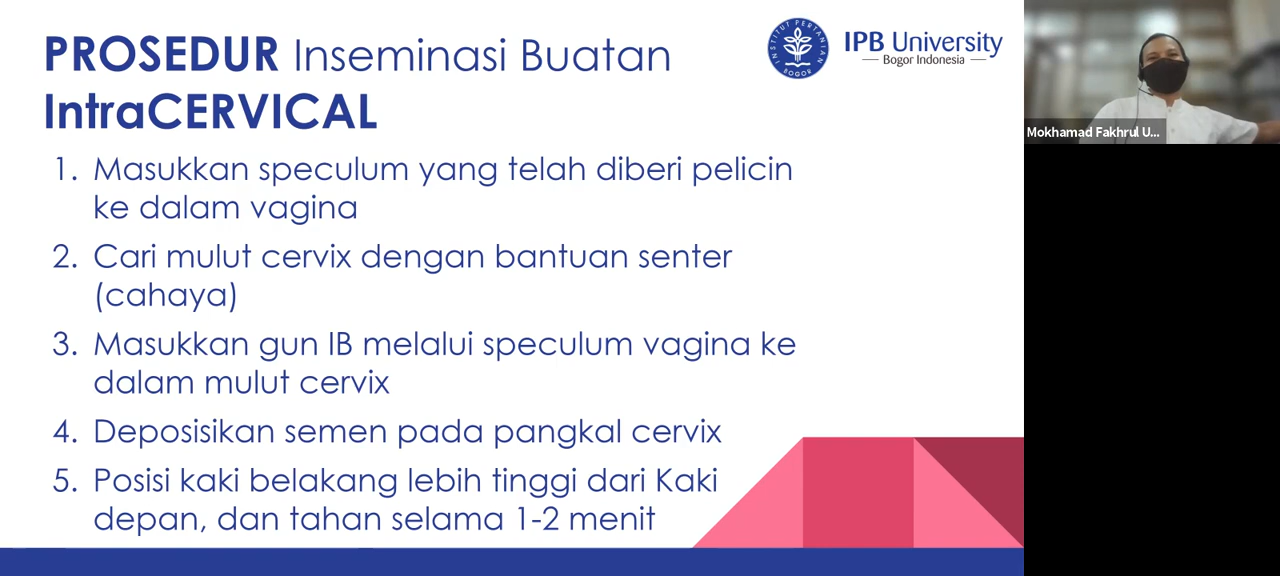 PROSEDUR Inseminasi Buatan
IntraCERVICAL
INSTITUT PERTANIAN BOGOR
IPB University
Bogor Indonesia
Mokhamad Fakhrul U...
1. Masukkan speculum yang telah diberi pelicin
ke dalam vagina
2. Cari mulut cervix dengan bantuan senter
(cahaya)
3. Masukkan gun IB melalui speculum vagina ke
dalam mulut cervix
4. Deposisikan semen pada pangkal cervix
5. Posisi kaki belakang lebih tinggi dari Kaki
depan, dan tahan selama 1-2 menit